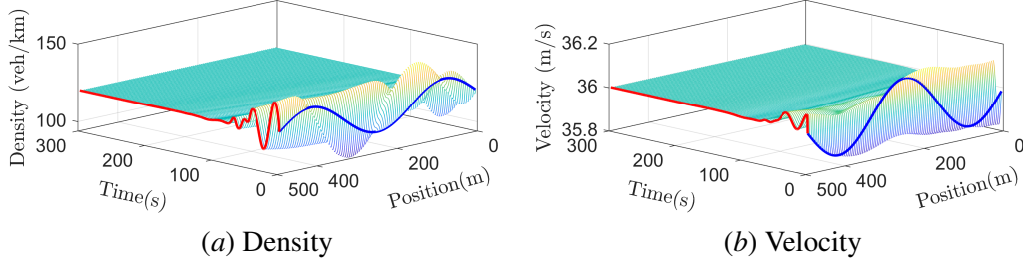 Density (veh/km)
150
100
300
200
100
0
Time(s)
500
400
200
0
Position(m)
(a) Density
Velocity (m/s)
36.2
36
35.8
300
200
100
0
Time(s)
500
400
200
0
Position(m)
(b) Velocity